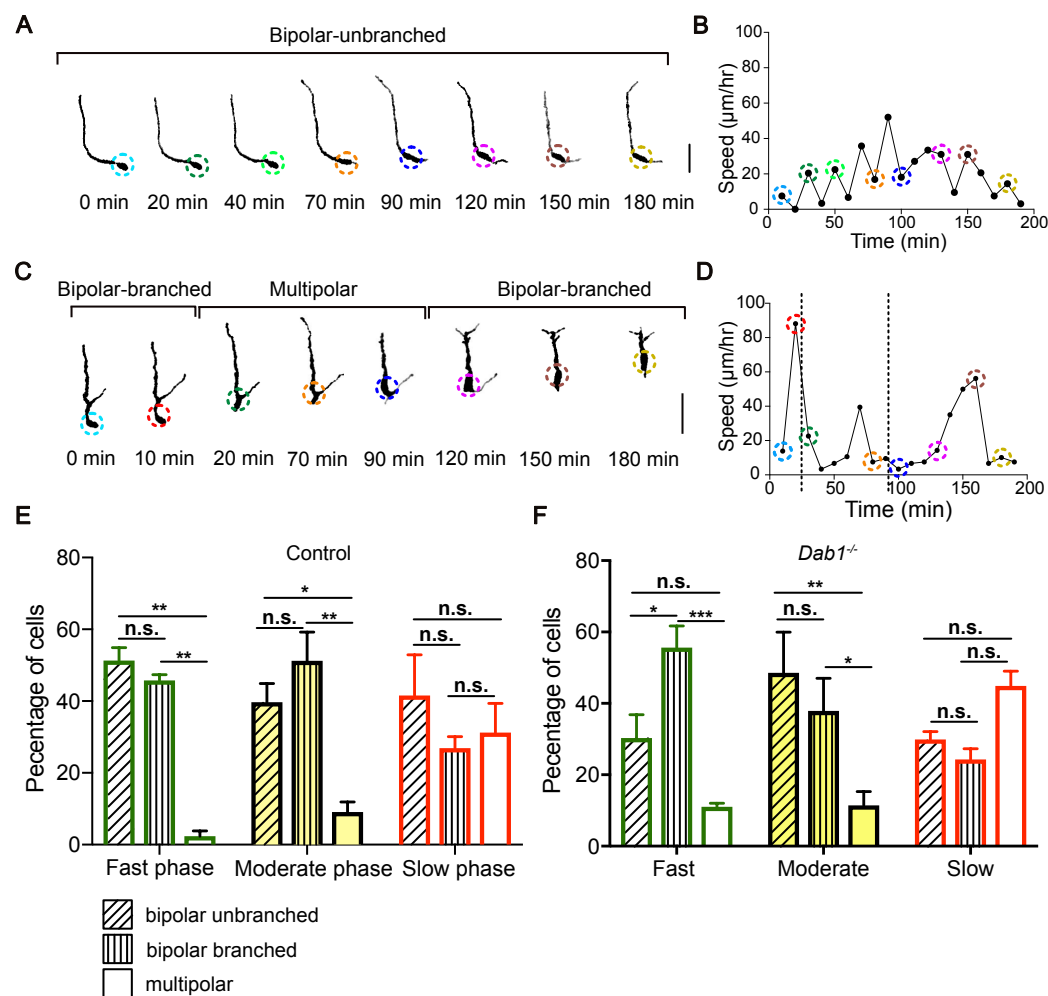 A
Bipolar-unbranched
0 min 20 min 40 min 70 min 90 min 120 min 150 min 180 min
B
Speed (µm/hr)
100
80
60
40
20
0
0 50 100 150 200
Time (min)
C
Bipolar-branched Multipolar Bipolar-branched
0 min 10 min 20 min 70 min 90 min 120 min 150 min 180 min
D
Speed (µm/hr)
100
80
60
40
20
0
0 50 100 150 200
Time (min)
E
Control
Pecentage of cells
80
60
40
20
0
**
n.s.
**
*
n.s. **
n.s.
n.s.
n.s.
Fast phase Moderate phase Slow phase
bipolar unbranched
bipolar branched
multipolar
F
Dab1-/-
Pecentage of cells
80
60
40
20
0
n.s.
* ***
**
n.s.
*
n.s.
n.s.
n.s.
Fast Moderate Slow